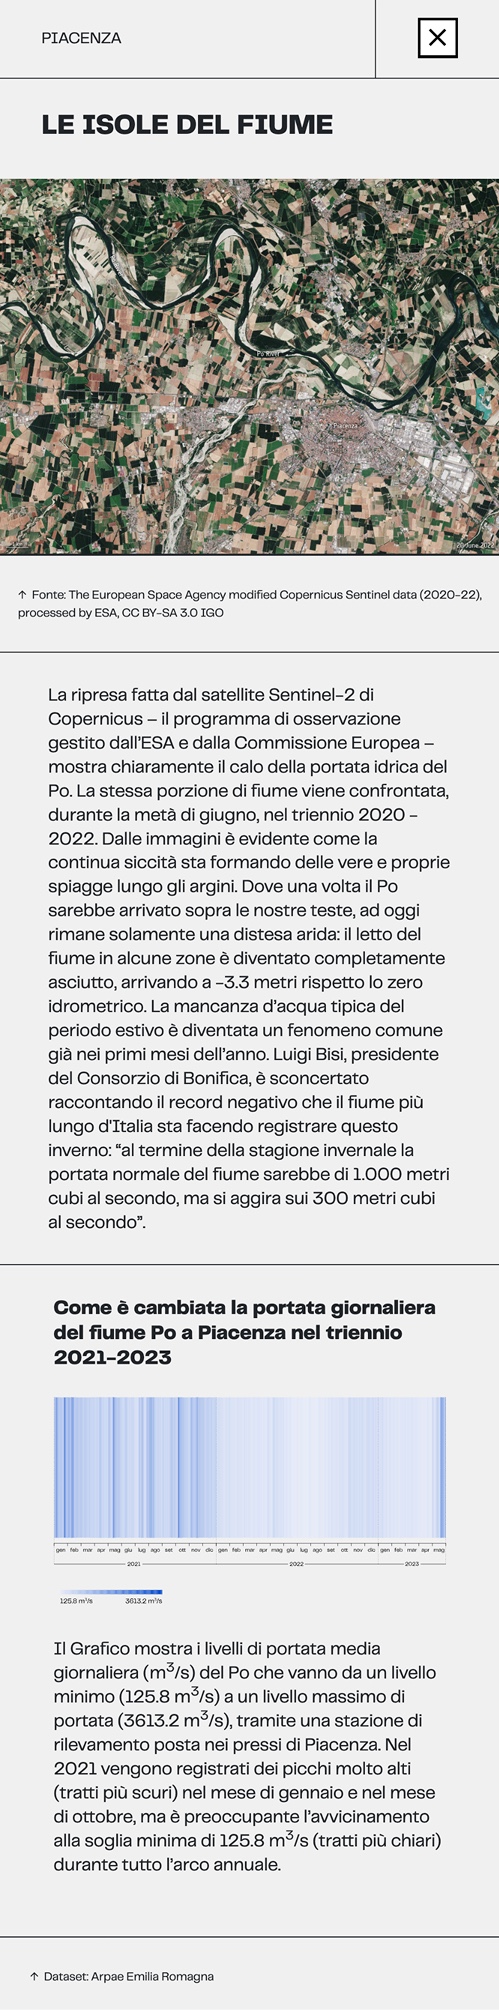 PIACENZA
LE ISOLE DEL FIUME
Po River
Piacenza
↑ Fonte: The European Space Agency modified Copernicus Sentinel data (2020-22),
processed by ESA, CC BY-SA 3.0 IGO
La ripresa fatta dal satellite Sentinel-2 di
Copernicus – il programma di osservazione
gestito dall'ESA e dalla Commissione Europea –
mostra chiaramente il calo della portata idrica del
Po. La stessa porzione di fiume viene confrontata,
durante la metà di giugno, nel triennio 2020 -
2022. Dalle immagini è evidente come la
continua siccità sta formando delle vere e proprie
spiagge lungo gli argini. Dove una volta il Po
sarebbe arrivato sopra le nostre teste, ad oggi
rimane solamente una distesa arida: il letto del
fiume in alcune zone è diventato completamente
asciutto, arrivando a -3.3 metri rispetto lo zero
idrometrico. La mancanza d'acqua tipica del
periodo estivo è diventata un fenomeno comune
già nei primi mesi dell'anno. Luigi Bisi, presidente
del Consorzio di Bonifica, è sconcertato
raccontando il record negativo che il fiume più
lungo d'Italia sta facendo registrare questo
inverno: “al termine della stagione invernale la
portata normale del fiume sarebbe di 1.000 metri
cubi al secondo, ma si aggira sui 300 metri cubi
al secondo”.
Come è cambiata la portata giornaliera
del fiume Po a Piacenza nel triennio
2021-2023
gen feb mar apr mag giu lug ago set ott nov dic gen feb mar apr mag giu lug ago set ott nov dic gen feb mar apr mag
2021 2022 2023
125.8 m³/s 3613.2 m³/s
Il Grafico mostra i livelli di portata media
giornaliera (m³/s) del Po che vanno da un livello
minimo (125.8 m³/s) a un livello massimo di
portata (3613.2 m³/s), tramite una stazione di
rilevamento posta nei pressi di Piacenza. Nel
2021 vengono registrati dei picchi molto alti
(tratti più scuri) nel mese di gennaio e nel mese
di ottobre, ma è preoccupante l'avvicinamento
alla soglia minima di 125.8 m³/s (tratti più chiari)
durante tutto l'arco annuale.
↑ Dataset: Arpae Emilia Romagna